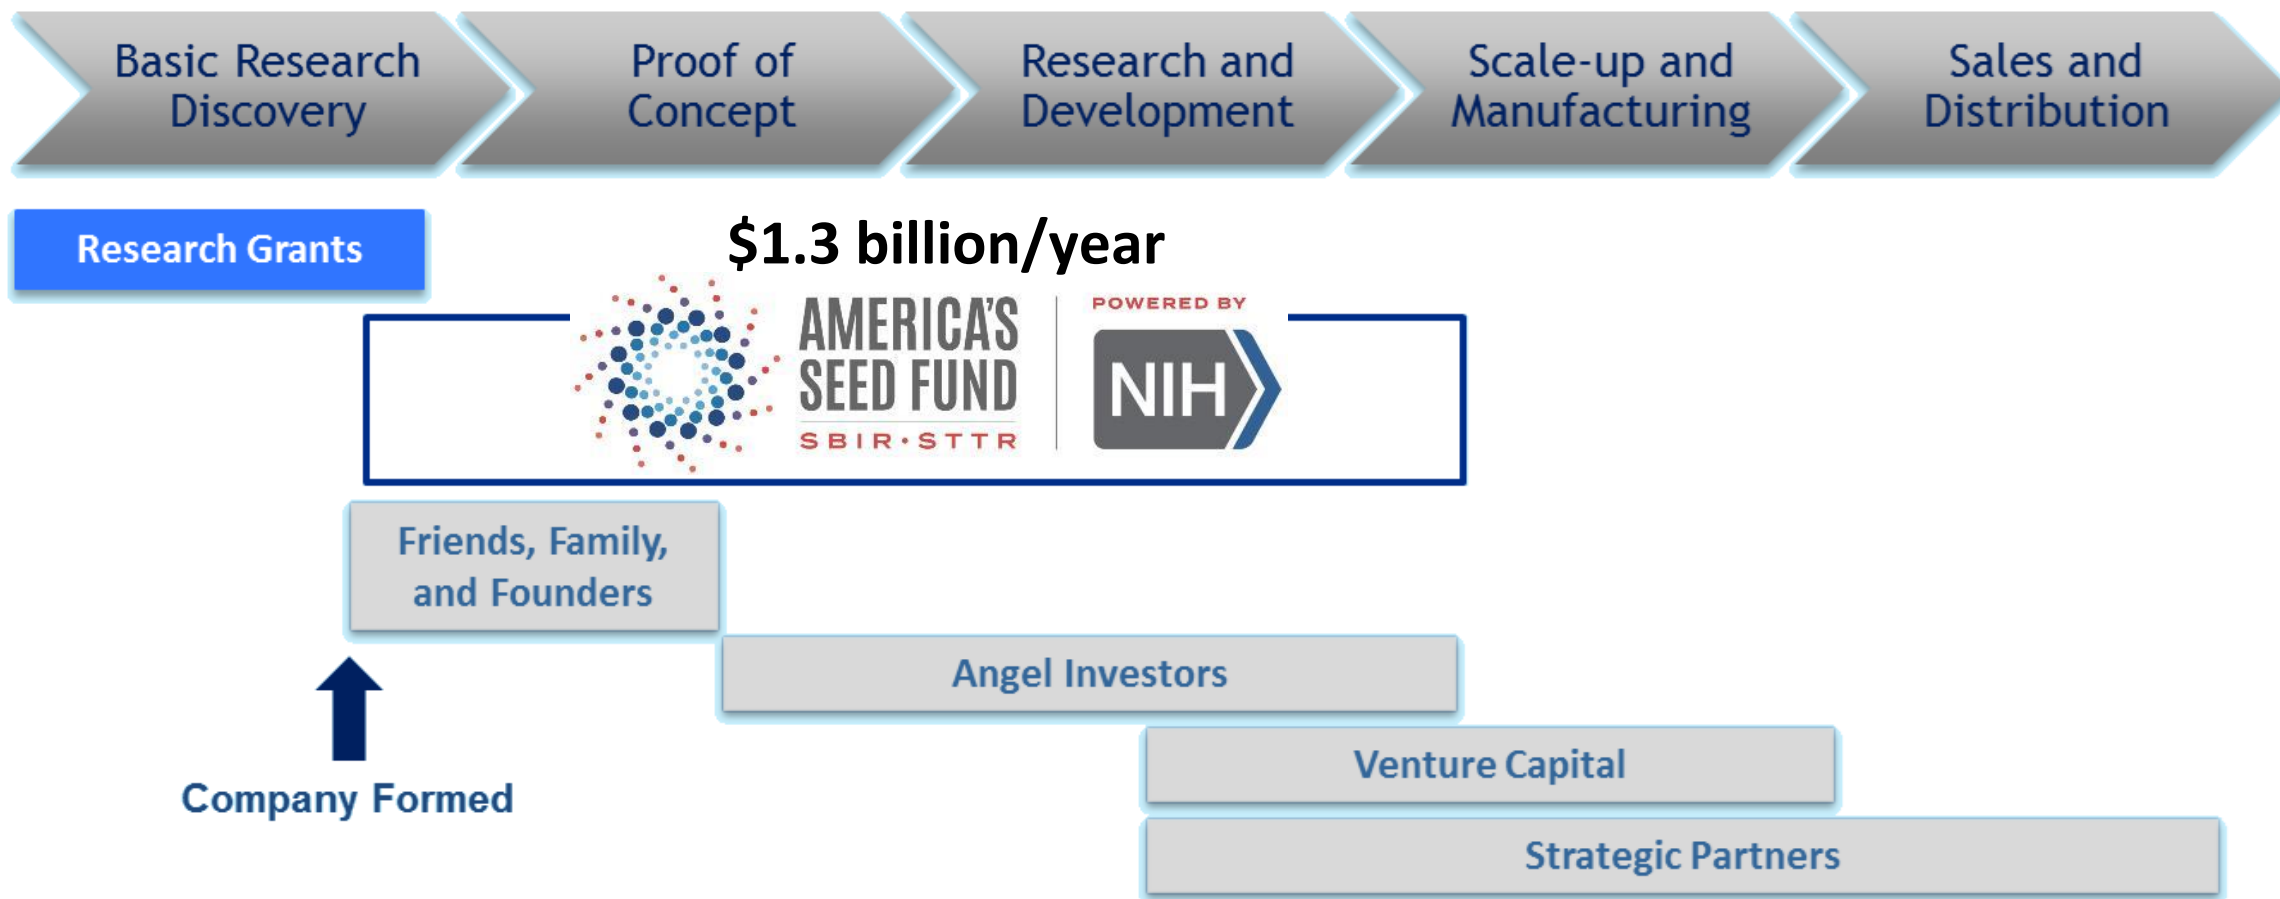 Basic Research
Discovery
Proof of
Concept
Research and
Development
Scale-up and
Manufacturing
Sales and
Distribution
Research Grants
$1.3 billion/year
AMERICA'S
SEED FUND
SBIR·STTR
POWERED BY
NIH
Friends, Family,
and Founders
Angel Investors
Company Formed
Venture Capital
Strategic Partners